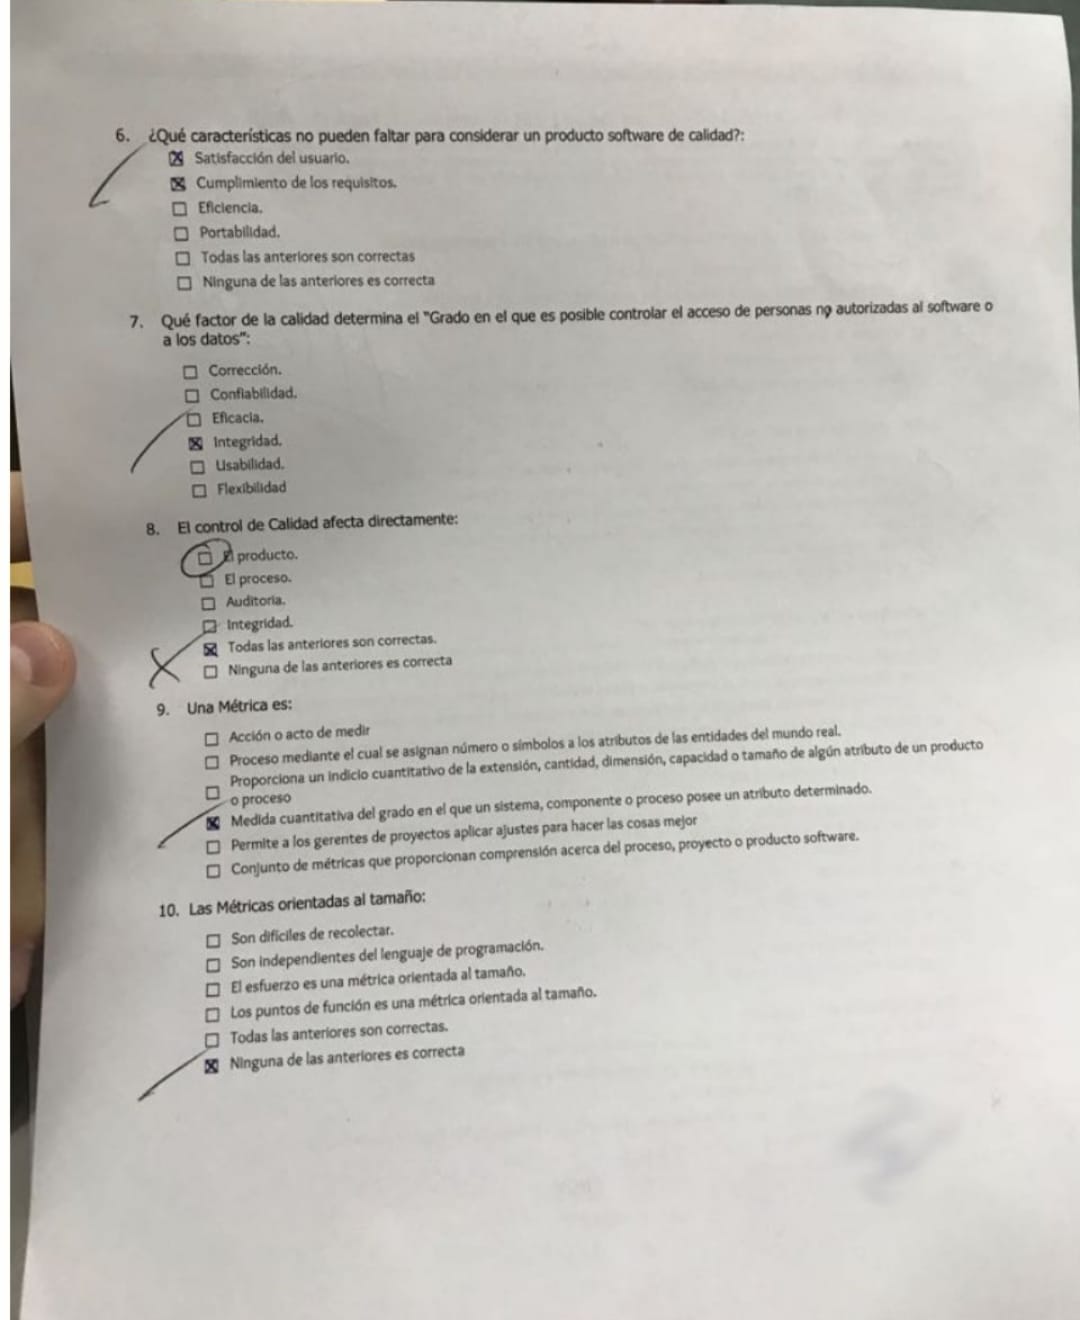 6. ¿Qué características no pueden faltar para considerar un producto software de calidad?:
Satisfacción del usuario.
Cumplimiento de los requisitos.
Eficiencia.
Portabilidad.
Todas las anteriores son correctas
Ninguna de las anteriores es correcta
7. Qué factor de la calidad determina el "Grado en el que es posible controlar el acceso de personas no autorizadas al software o
a los datos":
Corrección.
Confiabilidad.
Eficacia.
Integridad.
Usabilidad.
Flexibilidad
8. El control de Calidad afecta directamente:
El producto.
El proceso.
Auditoria.
Integridad.
Todas las anteriores son correctas.
Ninguna de las anteriores es correcta
9. Una Métrica es:
Acción o acto de medir
Proceso mediante el cual se asignan número o símbolos a los atributos de las entidades del mundo real.
Proporciona un indicio cuantitativo de la extensión, cantidad, dimensión, capacidad o tamaño de algún atributo de un producto
o proceso
Medida cuantitativa del grado en el que un sistema, componente o proceso posee un atributo determinado.
Permite a los gerentes de proyectos aplicar ajustes para hacer las cosas mejor
Conjunto de métricas que proporcionan comprensión acerca del proceso, proyecto o producto software.
10. Las Métricas orientadas al tamaño:
Son difíciles de recolectar.
Son independientes del lenguaje de programación.
El esfuerzo es una métrica orientada al tamaño.
Los puntos de función es una métrica orientada al tamaño.
Todas las anteriores son correctas.
Ninguna de las anteriores es correcta